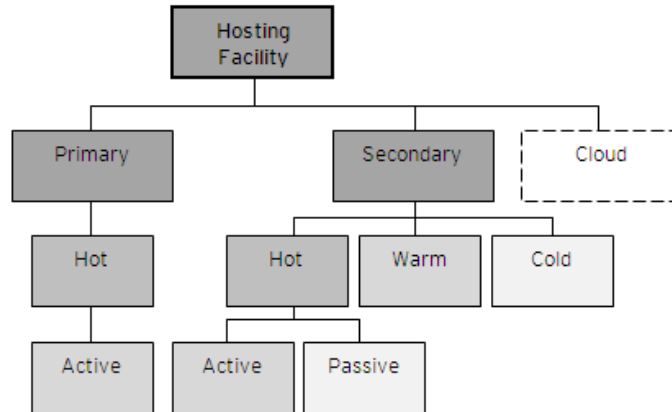 Hosting
Facility
Primary
Secondary
Cloud
Hot
Hot
Warm
Cold
Active
Active
Passive